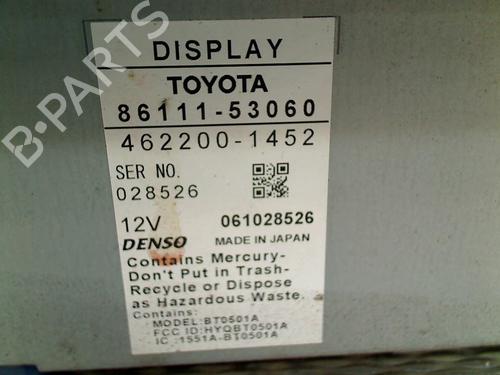 DISPLAY
TOYOTA
86111-53060
462200-1452
SER NO.
028526
12V
061028526
DENSO
MADE IN JAPAN
Contains Mercury-
Don't Put in Trash-
Recycle or Dispose
as Hazardous Waste.
Contains:
MODEL:BT0501A
FCC ID:HYQBT0501A
IC :1551A-BT0501A
B-PARTS